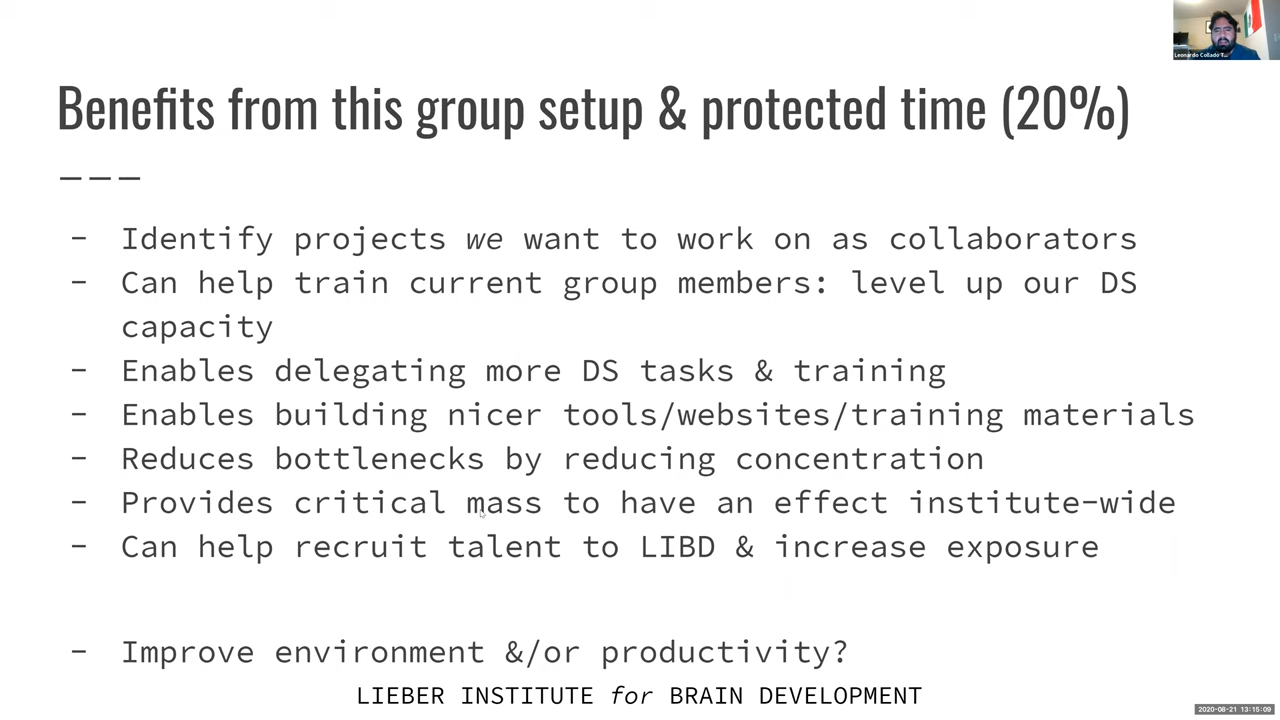 Leonardo Collado T...
Benefits from this group setup & protected time (20%)
– Identify projects we want to work on as collaborators
– Can help train current group members: level up our DS
capacity
– Enables delegating more DS tasks & training
– Enables building nicer tools/websites/training materials
– Reduces bottlenecks by reducing concentration
– Provides critical mass to have an effect institute-wide
– Can help recruit talent to LIBD & increase exposure
– Improve environment &/or productivity?
LIEBER INSTITUTE for BRAIN DEVELOPMENT
2020-08-21 13:15:09